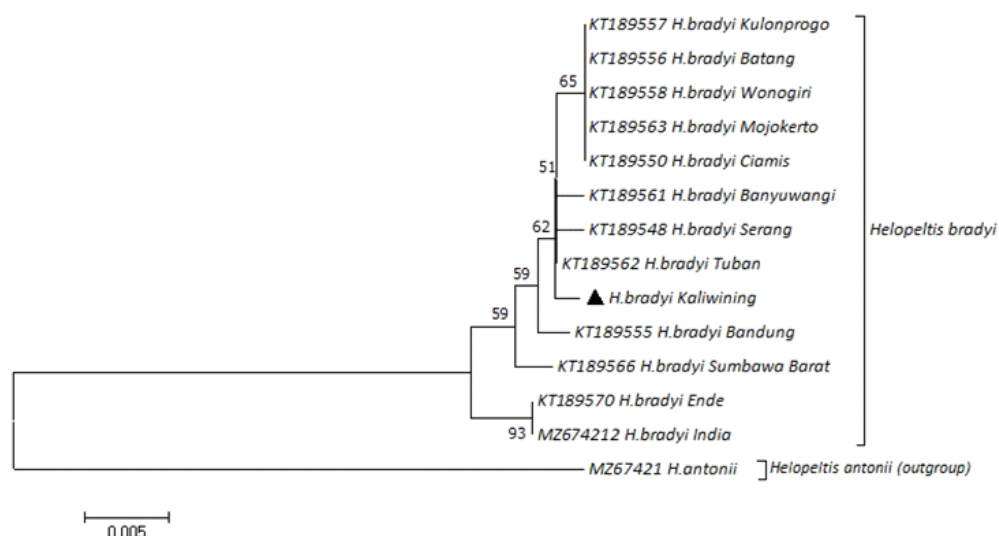 KT189557 H.bradyi Kulonprogo
KT189556 H.bradyi Batang
65
KT189558 H.bradyi Wonogiri
KT189563 H.bradyi Mojokerto
KT189550 H.bradyi Ciamis
51
KT189561 H.bradyi Banyuwangi
62
KT189548 H.bradyi Serang
Helopeltis bradyi
KT189562 H.bradyi Tuban
59
H.bradyi Kaliwining
59
KT189555 H.bradyi Bandung
KT189566 H.bradyi Sumbawa Barat
KT189570 H.bradyi Ende
93
MZ674212 H.bradyi India
MZ67421 H.antonii
Helopeltis antonii (outgroup)
0.005